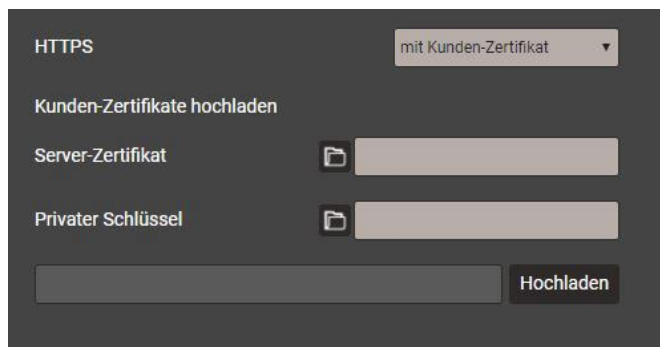 HTTPS mit Kunden-Zertifikat
Kunden-Zertifikate hochladen
Server-Zertifikat
Privater Schlüssel
Hochladen